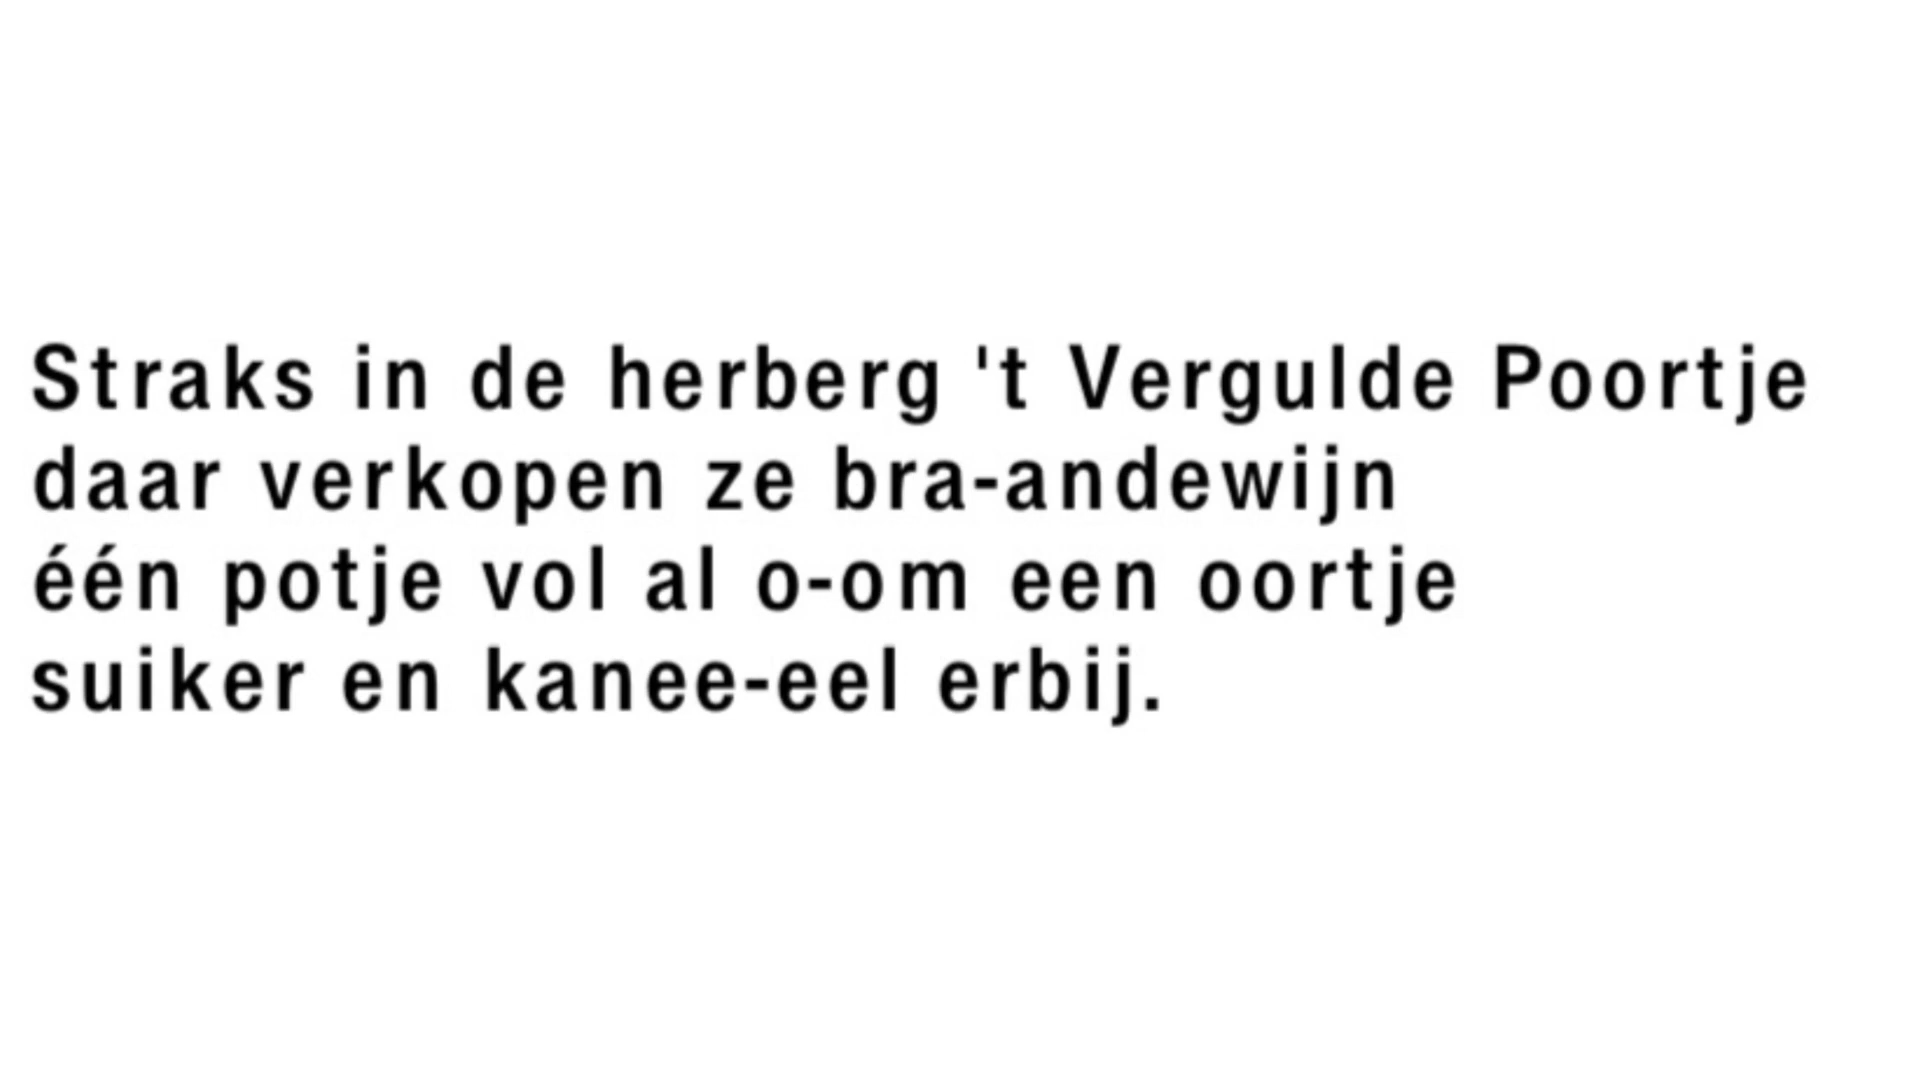 Straks in de herberg 't Vergulde Poortje
daar verkopen ze bra-andewijn
één potje vol al o-om een oortje
suiker en kanee-eel erbij.